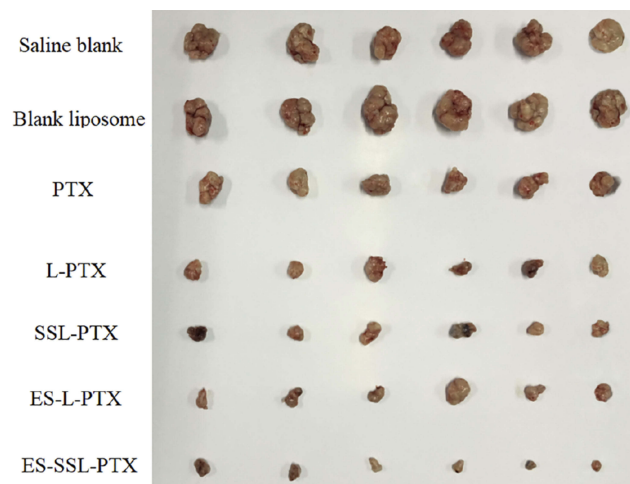 Saline blank
Blank liposome
PTX
L-PTX
SSL-PTX
ES-L-PTX
ES-SSL-PTX